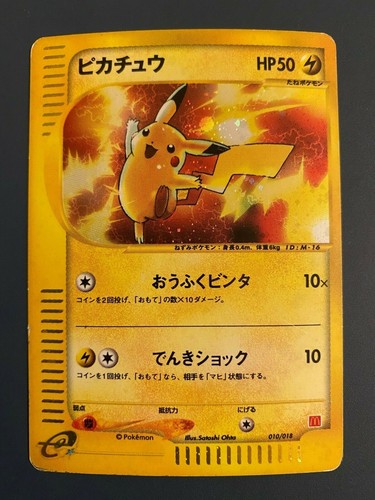 ピカチュウ HP50
たねポケモン
ねずみポケモン：身長0.4m、体重6kg ID:M-16
おうふくビンタ 10×
コインを2回投げ、「おもて」の数×10ダメージ。
でんきショック 10
コインを1回投げ、「おもて」なら、相手を「マヒ」状態にする。
弱点 抵抗力 にげる
©Pokémon Illus.Satoshi Ohta 010/018